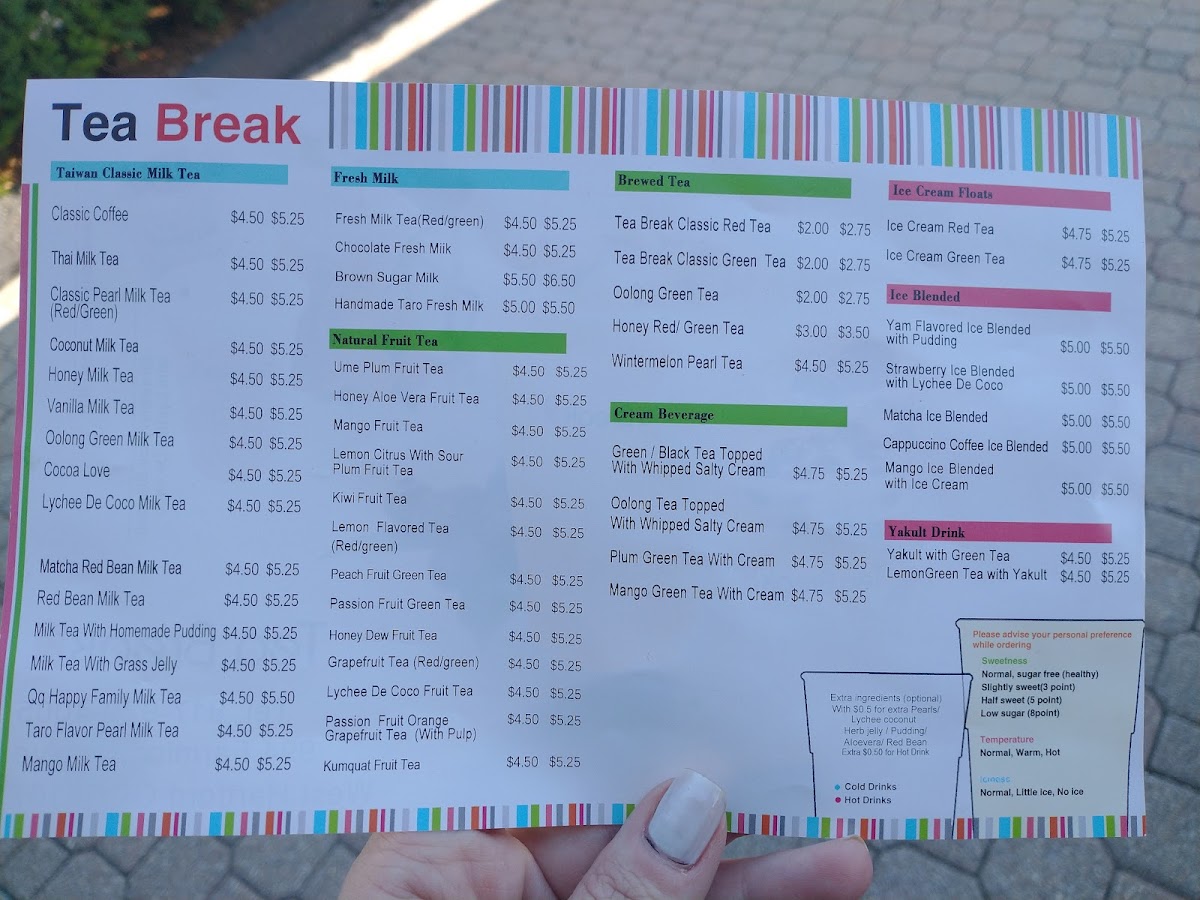 Tea Break
Taiwan Classic Milk Tea
Classic Coffee $4.50 $5.25
Thai Milk Tea $4.50 $5.25
Classic Pearl Milk Tea $4.50 $5.25
(Red/Green)
Coconut Milk Tea $4.50 $5.25
Honey Milk Tea $4.50 $5.25
Vanilla Milk Tea $4.50 $5.25
Oolong Green Milk Tea $4.50 $5.25
Cocoa Love $4.50 $5.25
Lychee De Coco Milk Tea $4.50 $5.25
Matcha Red Bean Milk Tea $4.50 $5.25
Red Bean Milk Tea $4.50 $5.25
Milk Tea With Homemade Pudding $4.50 $5.25
Milk Tea With Grass Jelly $4.50 $5.25
Qq Happy Family Milk Tea $4.50 $5.50
Taro Flavor Pearl Milk Tea $4.50 $5.25
Mango Milk Tea $4.50 $5.25
Fresh Milk
Fresh Milk Tea(Red/green) $4.50 $5.25
Chocolate Fresh Milk $4.50 $5.25
Brown Sugar Milk $5.50 $6.50
Handmade Taro Fresh Milk $5.00 $5.50
Natural Fruit Tea
Ume Plum Fruit Tea $4.50 $5.25
Honey Aloe Vera Fruit Tea $4.50 $5.25
Mango Fruit Tea $4.50 $5.25
Lemon Citrus With Sour $4.50 $5.25
Plum Fruit Tea
Kiwi Fruit Tea $4.50 $5.25
Lemon Flavored Tea $4.50 $5.25
(Red/green)
Peach Fruit Green Tea $4.50 $5.25
Passion Fruit Green Tea $4.50 $5.25
Honey Dew Fruit Tea $4.50 $5.25
Grapefruit Tea (Red/green) $4.50 $5.25
Lychee De Coco Fruit Tea $4.50 $5.25
Passion Fruit Orange $4.50 $5.25
Grapefruit Tea (With Pulp)
Kumquat Fruit Tea $4.50 $5.25
Brewed Tea
Tea Break Classic Red Tea $2.00 $2.75
Tea Break Classic Green Tea $2.00 $2.75
Oolong Green Tea $2.00 $2.75
Honey Red/ Green Tea $3.00 $3.50
Wintermelon Pearl Tea $4.50 $5.25
Cream Beverage
Green / Black Tea Topped
With Whipped Salty Cream $4.75 $5.25
Oolong Tea Topped
With Whipped Salty Cream $4.75 $5.25
Plum Green Tea With Cream $4.75 $5.25
Mango Green Tea With Cream $4.75 $5.25
Ice Cream Floats
Ice Cream Red Tea $4.75 $5.25
Ice Cream Green Tea $4.75 $5.25
Ice Blended
Yam Flavored Ice Blended
with Pudding $5.00 $5.50
Strawberry Ice Blended
with Lychee De Coco $5.00 $5.50
Matcha Ice Blended $5.00 $5.50
Cappuccino Coffee Ice Blended $5.00 $5.50
Mango Ice Blended
with Ice Cream $5.00 $5.50
Yakult Drink
Yakult with Green Tea $4.50 $5.25
LemonGreen Tea with Yakult $4.50 $5.25
Extra ingredients (optional)
With $0.5 for extra Pearls/
Lychee coconut
Herb jelly / Pudding/
Aloevera/ Red Bean
Extra $0.50 for Hot Drink
Cold Drinks
Hot Drinks
Please advise your personal preference
while ordering
Sweetness
Normal, sugar free (healthy)
Slightly sweet(3 point)
Half sweet (5 point)
Low sugar (8point)
Temperature
Normal, Warm, Hot
Iciness
Normal, Little ice, No ice